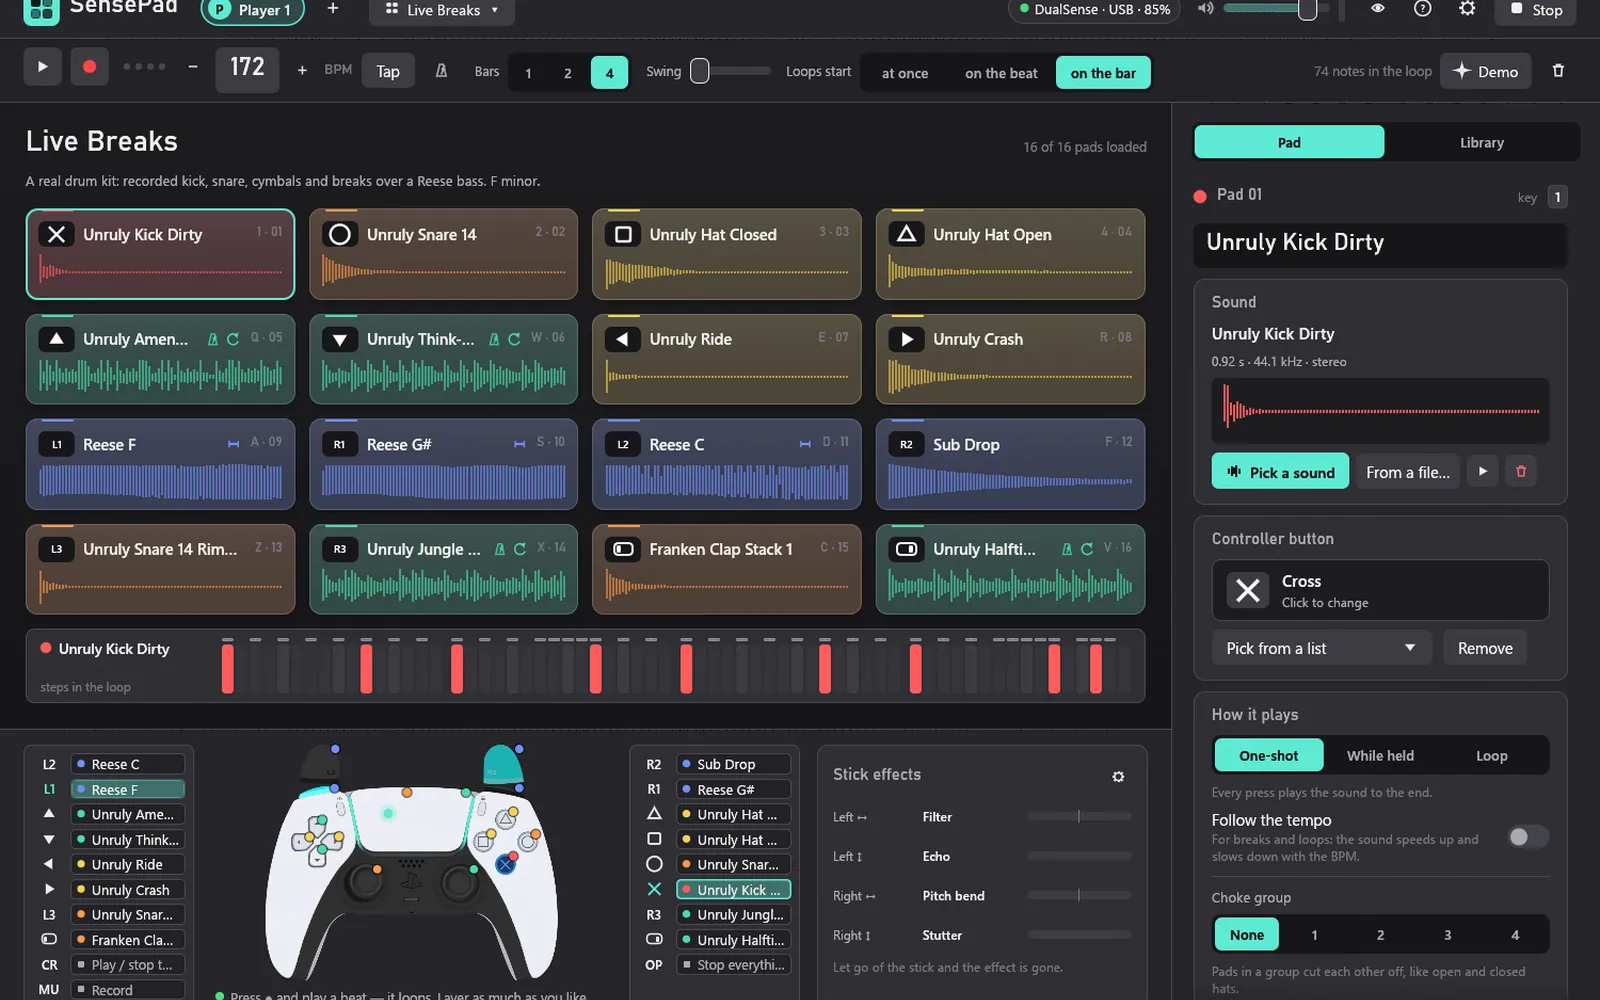 SensePad
P Player 1
+
Live Breaks
DualSense · USB · 85%
Stop
− 172 + BPM
Tap
Bars 1 2 4
Swing
Loops start at once on the beat on the bar
74 notes in the loop
Demo
Live Breaks
16 of 16 pads loaded
A real drum kit: recorded kick, snare, cymbals and breaks over a Reese bass. F minor.
Unruly Kick Dirty 1 · 01
Unruly Snare 14 2 · 02
Unruly Hat Closed 3 · 03
Unruly Hat Open 4 · 04
Unruly Amen... Q · 05
Unruly Think-... W · 06
Unruly Ride E · 07
Unruly Crash R · 08
L1 Reese F A · 09
R1 Reese G# S · 10
L2 Reese C D · 11
R2 Sub Drop F · 12
L3 Unruly Snare 14 Rim... Z · 13
R3 Unruly Jungle ... X · 14
Franken Clap Stack 1 C · 15
Unruly Halfti... V · 16
Unruly Kick Dirty
steps in the loop
L2 Reese C
L1 Reese F
Unruly Ame...
Unruly Think...
Unruly Ride
Unruly Crash
L3 Unruly Snar...
Franken Cla...
CR Play / stop t...
MU Record
Press ● and play a beat — it loops. Layer as much as you like
R2 Sub Drop
R1 Reese G#
Unruly Hat ...
Unruly Hat ...
Unruly Snar...
Unruly Kick ...
R3 Unruly Jungl...
Unruly Halfti...
OP Stop everythi...
Stick effects
Left ↔ Filter
Left ↕ Echo
Right ↔ Pitch bend
Right ↕ Stutter
Let go of the stick and the effect is gone.
Pad Library
Pad 01 key 1
Unruly Kick Dirty
Sound
Unruly Kick Dirty
0.92 s · 44.1 kHz · stereo
Pick a sound
From a file...
Controller button
Cross
Click to change
Pick from a list
Remove
How it plays
One-shot While held Loop
Every press plays the sound to the end.
Follow the tempo
For breaks and loops: the sound speeds up and
slows down with the BPM.
Choke group
None 1 2 3 4
Pads in a group cut each other off, like open and closed
hats.